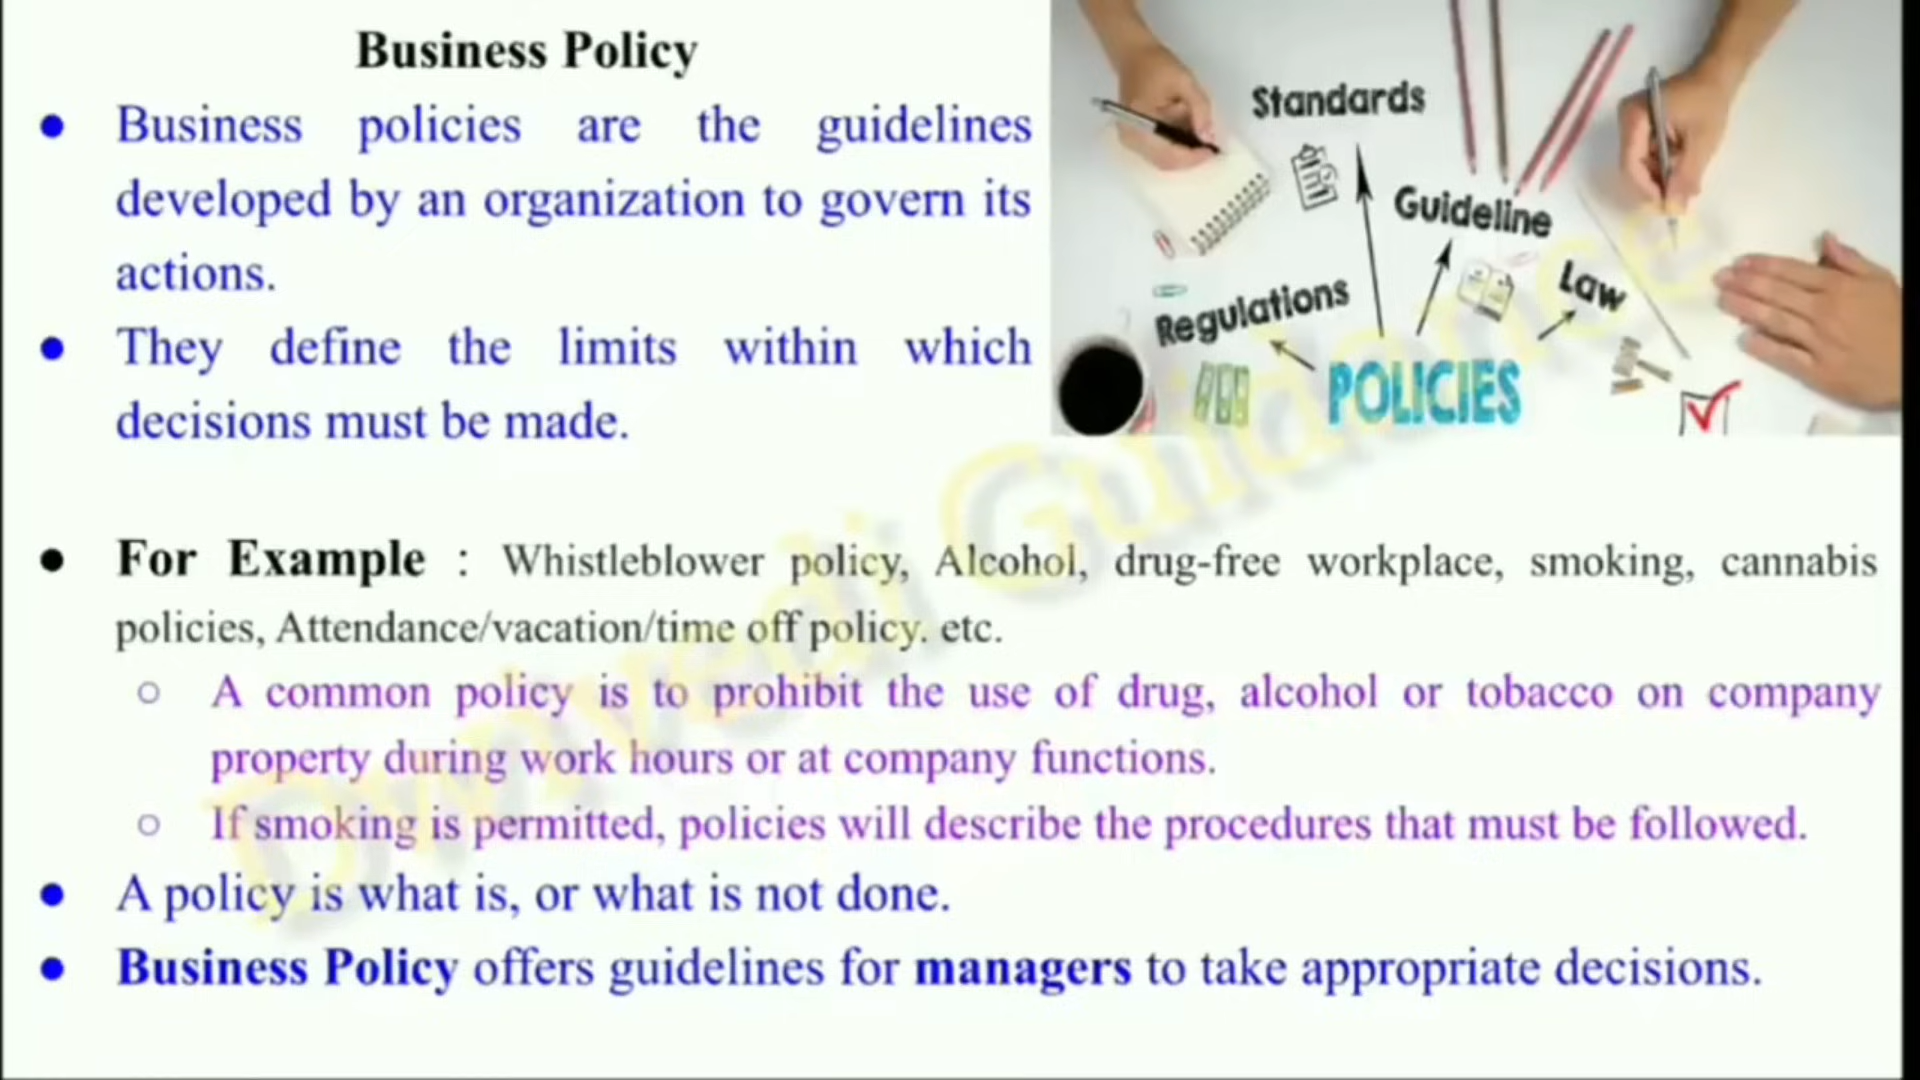 Business Policy
● Business policies are the guidelines
developed by an organization to govern its
actions.
● They define the limits within which
decisions must be made.
Standards
Guideline
Law
Regulations
POLICIES
● For Example : Whistleblower policy, Alcohol, drug-free workplace, smoking, cannabis
policies, Attendance/vacation/time off policy. etc.
○ A common policy is to prohibit the use of drug, alcohol or tobacco on company
property during work hours or at company functions.
○ If smoking is permitted, policies will describe the procedures that must be followed.
● A policy is what is, or what is not done.
● Business Policy offers guidelines for managers to take appropriate decisions.
Dwivedi Guidance